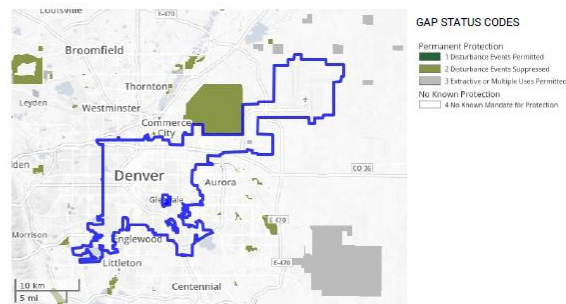 Louisville
E-470
Broomfield
Thornton
Leyden
Westminster
Commerce
City
den
Denver
Aurora
CO 36
Glendale
E 470
Morrison
Englewood
E-470
Littleton
Centennial
10 km
5 mi
GAP STATUS CODES
Permanent Protection
1 Disturbance Events Permitted
2 Disturbance Events Suppressed
3 Extractive or Multiple Uses Permitted
No Known Protection
4 No Known Mandate for Protection